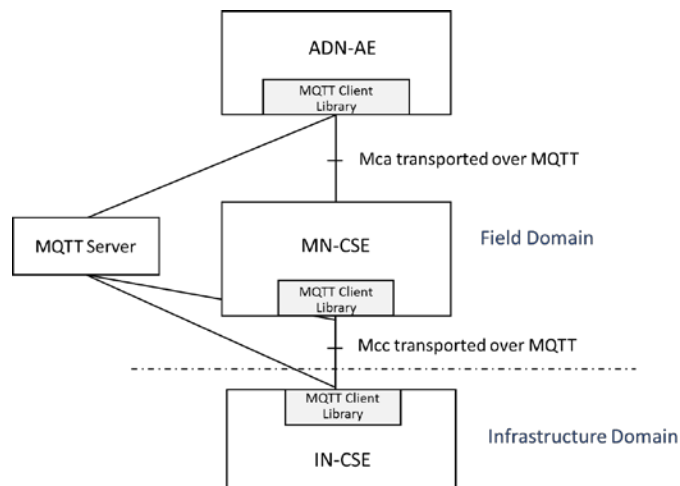 ADN-AE
MQTT Client
Library
Mca transported over MQTT
MQTT Server
MN-CSE
Field Domain
MQTT Client
Library
Mcc transported over MQTT
MQTT Client
Library
Infrastructure Domain
IN-CSE